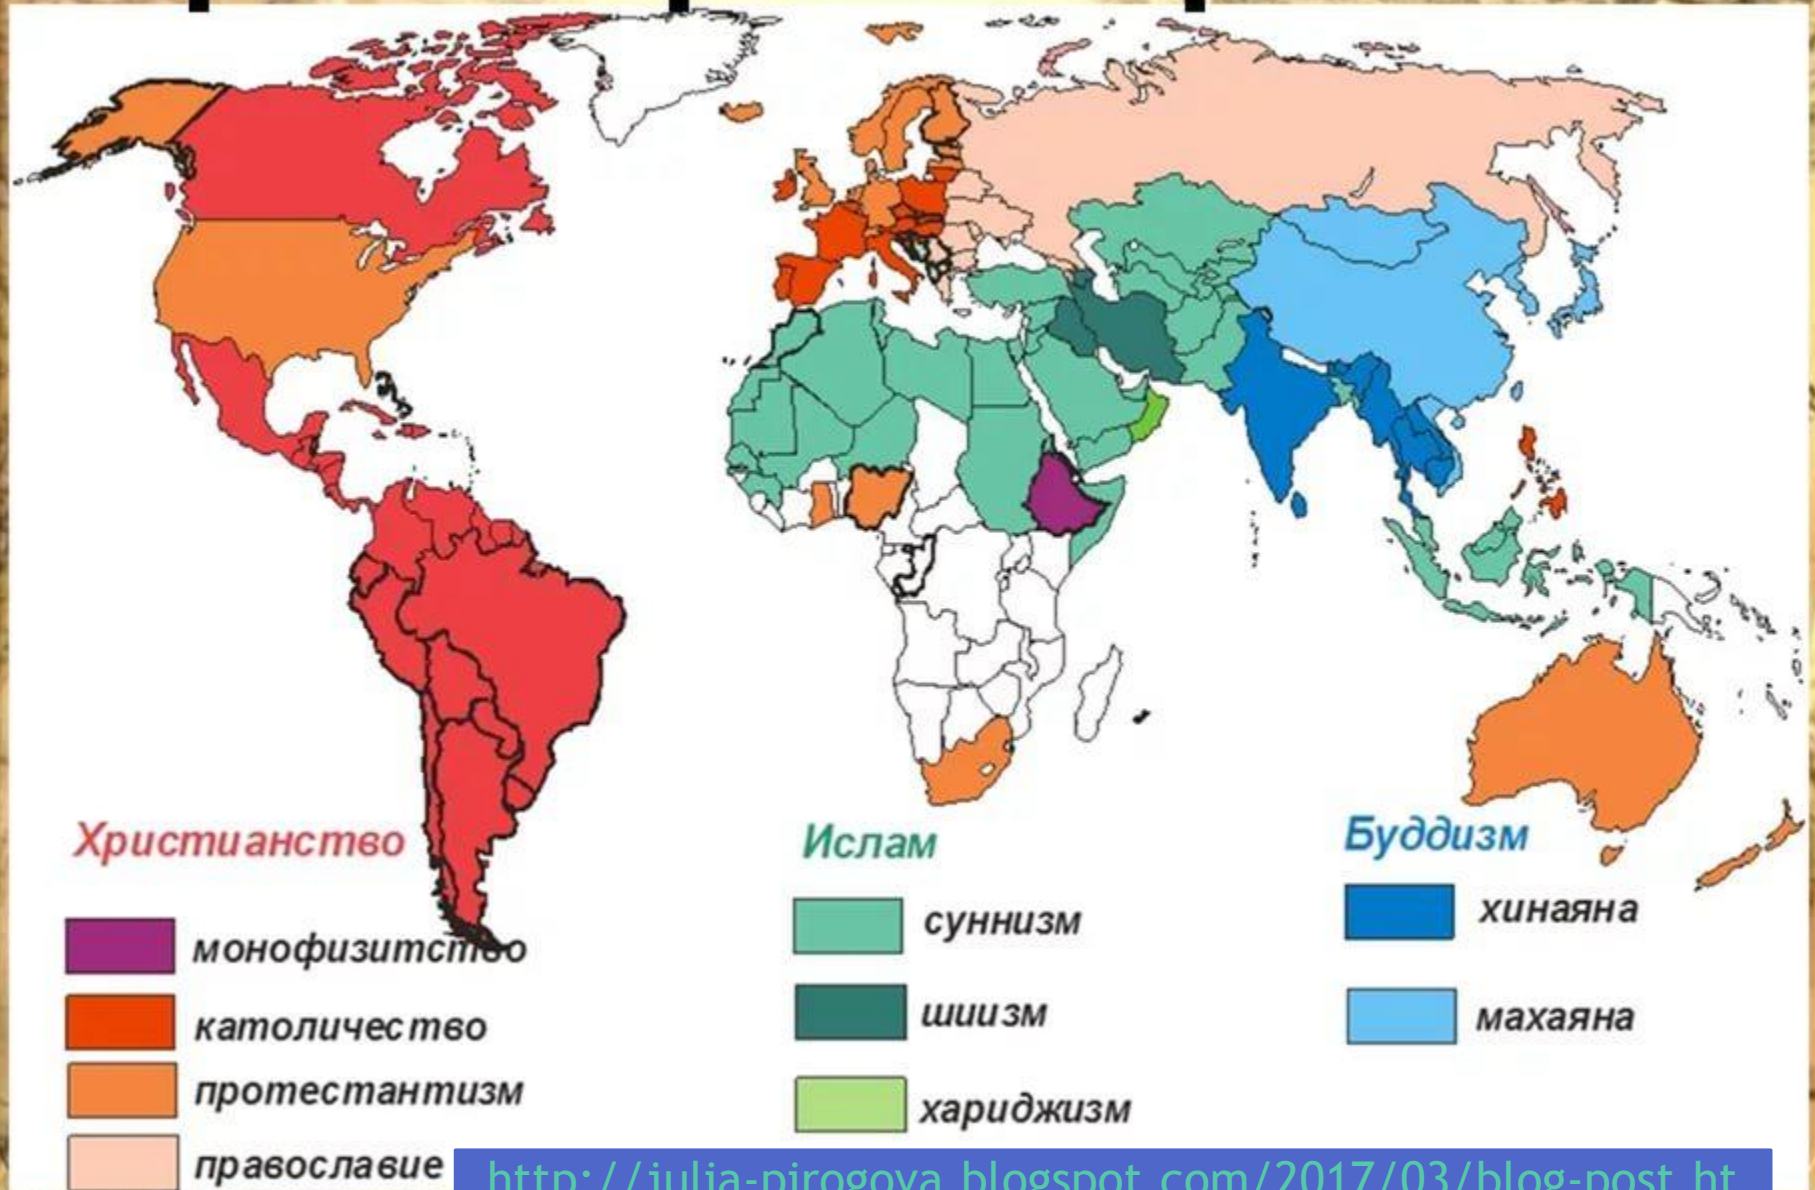 Христианство
монофизитство
католичество
протестантизм
православие
Ислам
суннизм
шиизм
хариджизм
Буддизм
хинаяна
махаяна
http://julia-pirogova.blogspot.com/2017/03/blog-post.ht